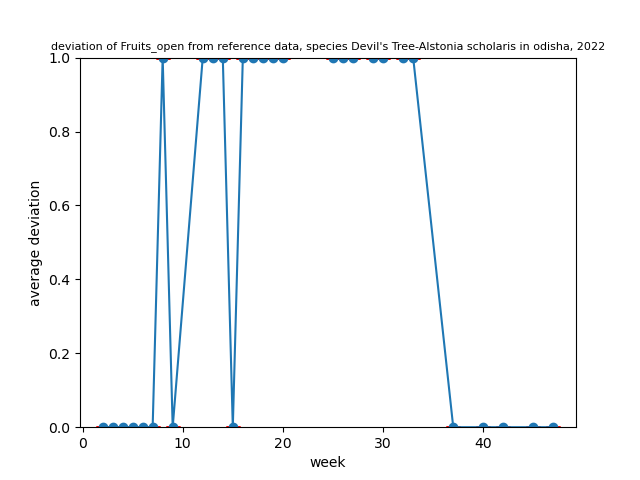 deviation of Fruits_open from reference data, species Devil's Tree-Alstonia scholaris in odisha, 2022
1.0
0.8
0.6
0.4
0.2
0.0
average deviation
0 10 20 30 40
week